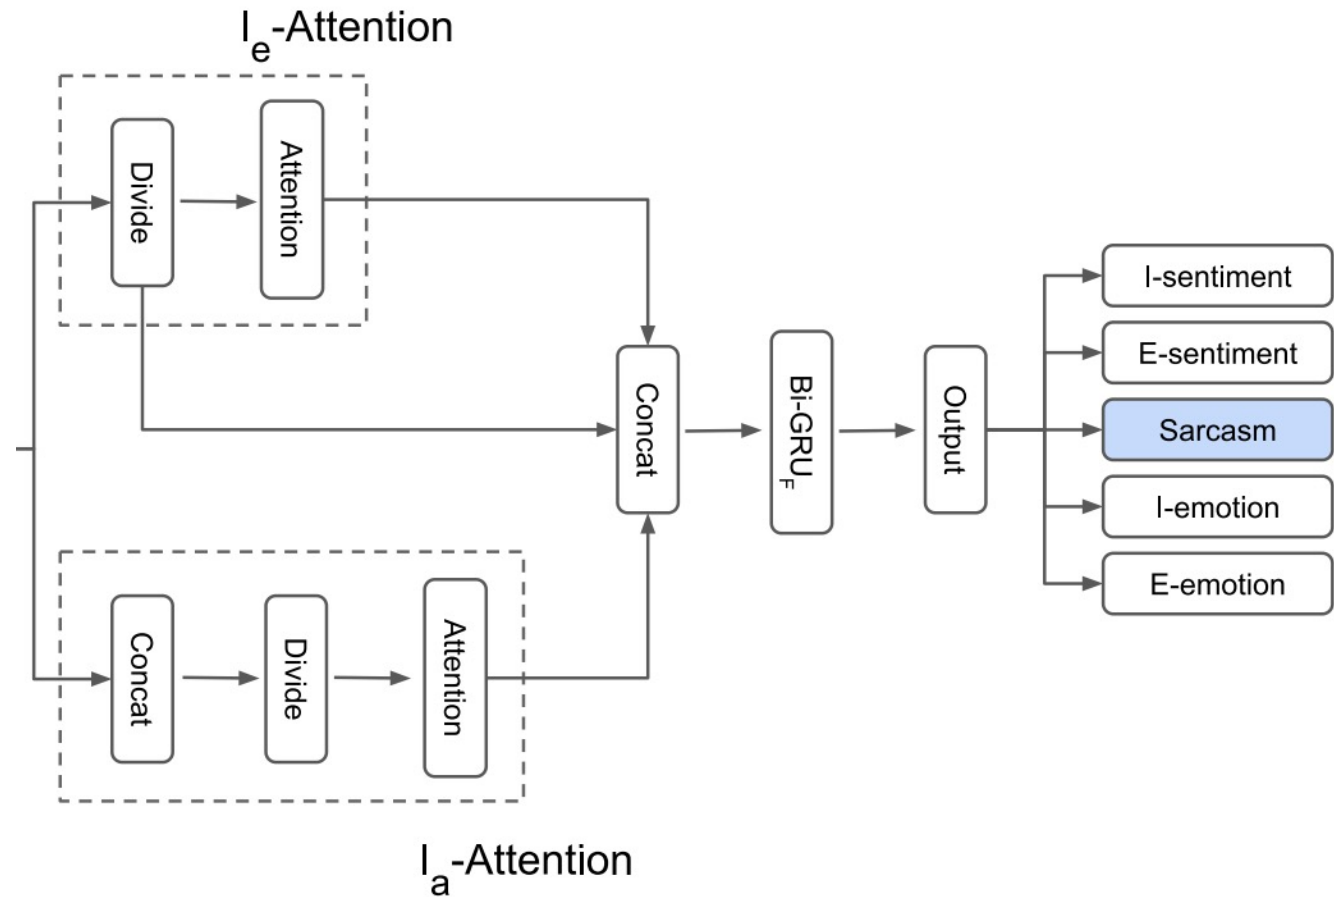 Ie-Attention
Divide
Attention
Concat
Bi-GRUF
Output
I-sentiment
E-sentiment
Sarcasm
I-emotion
E-emotion
Concat
Divide
Attention
Ia-Attention